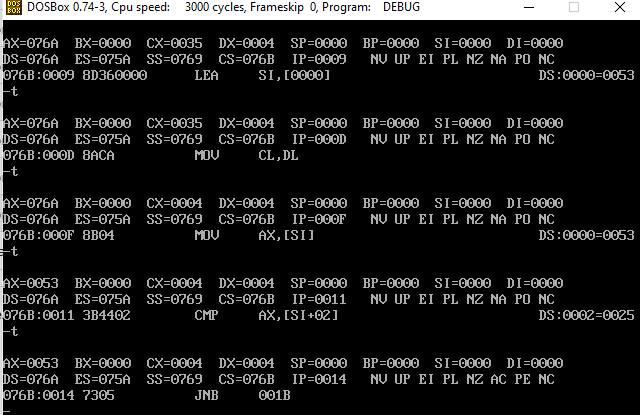 DOSBox 0.74-3, Cpu speed: 3000 cycles, Frameskip 0, Program: DEBUG
AX=076A BX=0000 CX=0035 DX=0004 SP=0000 BP=0000 SI=0000 DI=0000
DS=076A ES=075A SS=0769 CS=076B IP=0009 NV UP EI PL NZ NA PO NC
076B:0009 8D360000 LEA SI,[0000] DS:0000=0053
-t
AX=076A BX=0000 CX=0035 DX=0004 SP=0000 BP=0000 SI=0000 DI=0000
DS=076A ES=075A SS=0769 CS=076B IP=000D NV UP EI PL NZ NA PO NC
076B:000D 8ACA MOV CL,DL
-t
AX=076A BX=0000 CX=0004 DX=0004 SP=0000 BP=0000 SI=0000 DI=0000
DS=076A ES=075A SS=0769 CS=076B IP=000F NV UP EI PL NZ NA PO NC
076B:000F 8B04 MOV AX,[SI] DS:0000=0053
-t
AX=0053 BX=0000 CX=0004 DX=0004 SP=0000 BP=0000 SI=0000 DI=0000
DS=076A ES=075A SS=0769 CS=076B IP=0011 NV UP EI PL NZ NA PO NC
076B:0011 3B4402 CMP AX,[SI+02] DS:0002=0025
-t
AX=0053 BX=0000 CX=0004 DX=0004 SP=0000 BP=0000 SI=0000 DI=0000
DS=076A ES=075A SS=0769 CS=076B IP=0014 NV UP EI PL NZ AC PE NC
076B:0014 7305 JNB 001B
-